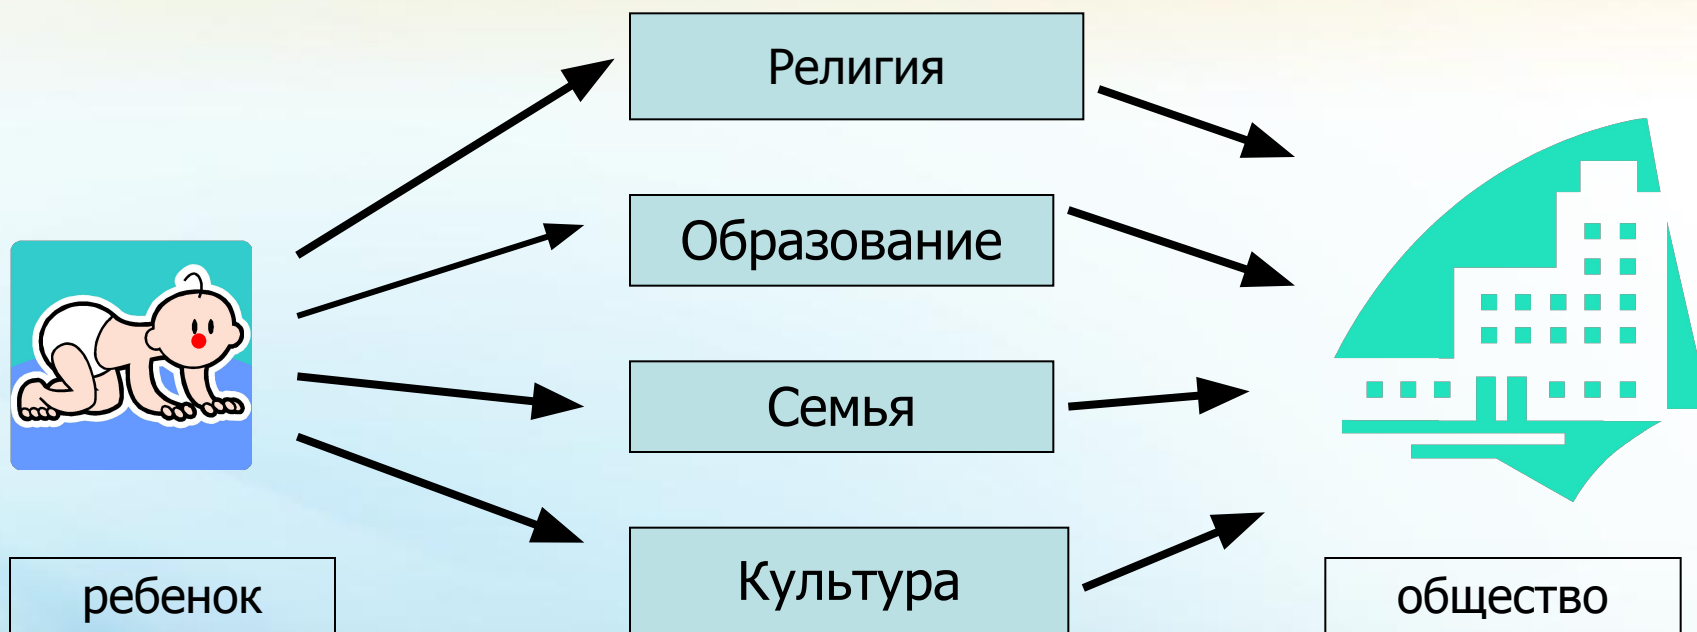 Религия
Образование
Семья
Культура
ребенок
общество